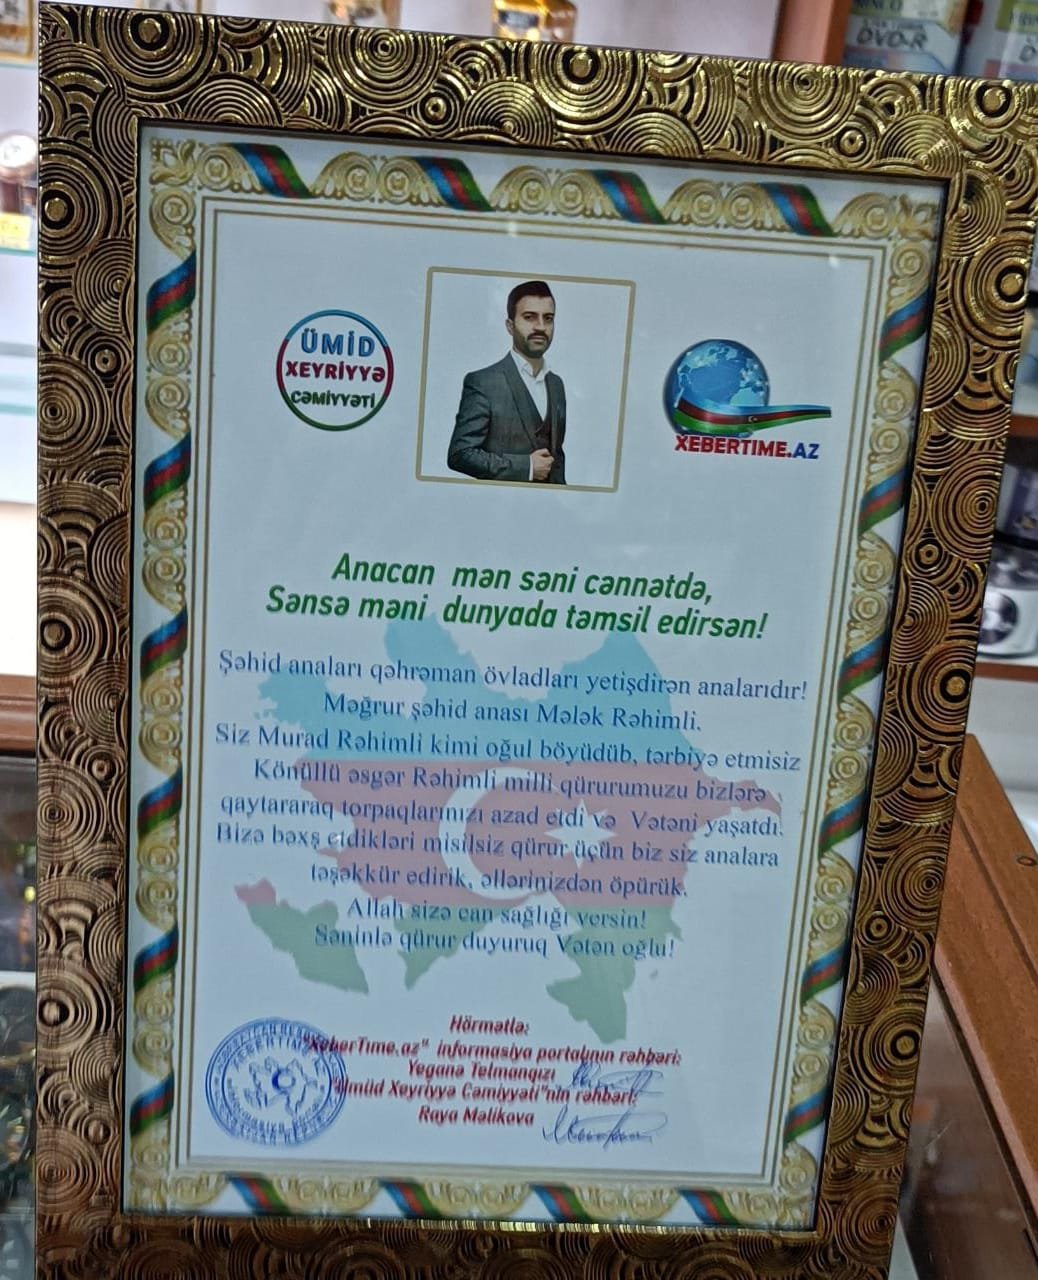 DVD-R
ÜMİD
XEYRİYYƏ
CƏMİYYƏTİ
XEBERTIME.AZ
Anacan mən səni cənnətdə,
Sənsə məni dunyada təmsil edirsən!
Şəhid anaları qəhrəman övladları yetişdirən analarıdır!
Məğrur şəhid anası Mələk Rəhimli.
Siz Murad Rəhimli kimi oğul böyüdüb, tərbiyə etmisiz
Könüllü əsgər Rəhimli milli qürurumuzu bizlərə
qaytararaq torpaqlarınızı azad etdi və Vətəni yaşatdı.
Bizə bəxş etdikləri misilsiz qürur üçün biz siz analara
təşəkkür edirik, əllərinizdən öpürük.
Allah sizə can sağlığı versin!
Səninlə qürur duyuruq Vətən oğlu!
Hörmətlə:
"XeberTime.az" informasiya portalının rəhbəri:
Yeganə Telmanqızı
"Ümüd Xeyriyyə Cəmiyyəti"nin rəhbəri:
Raya Məlikova